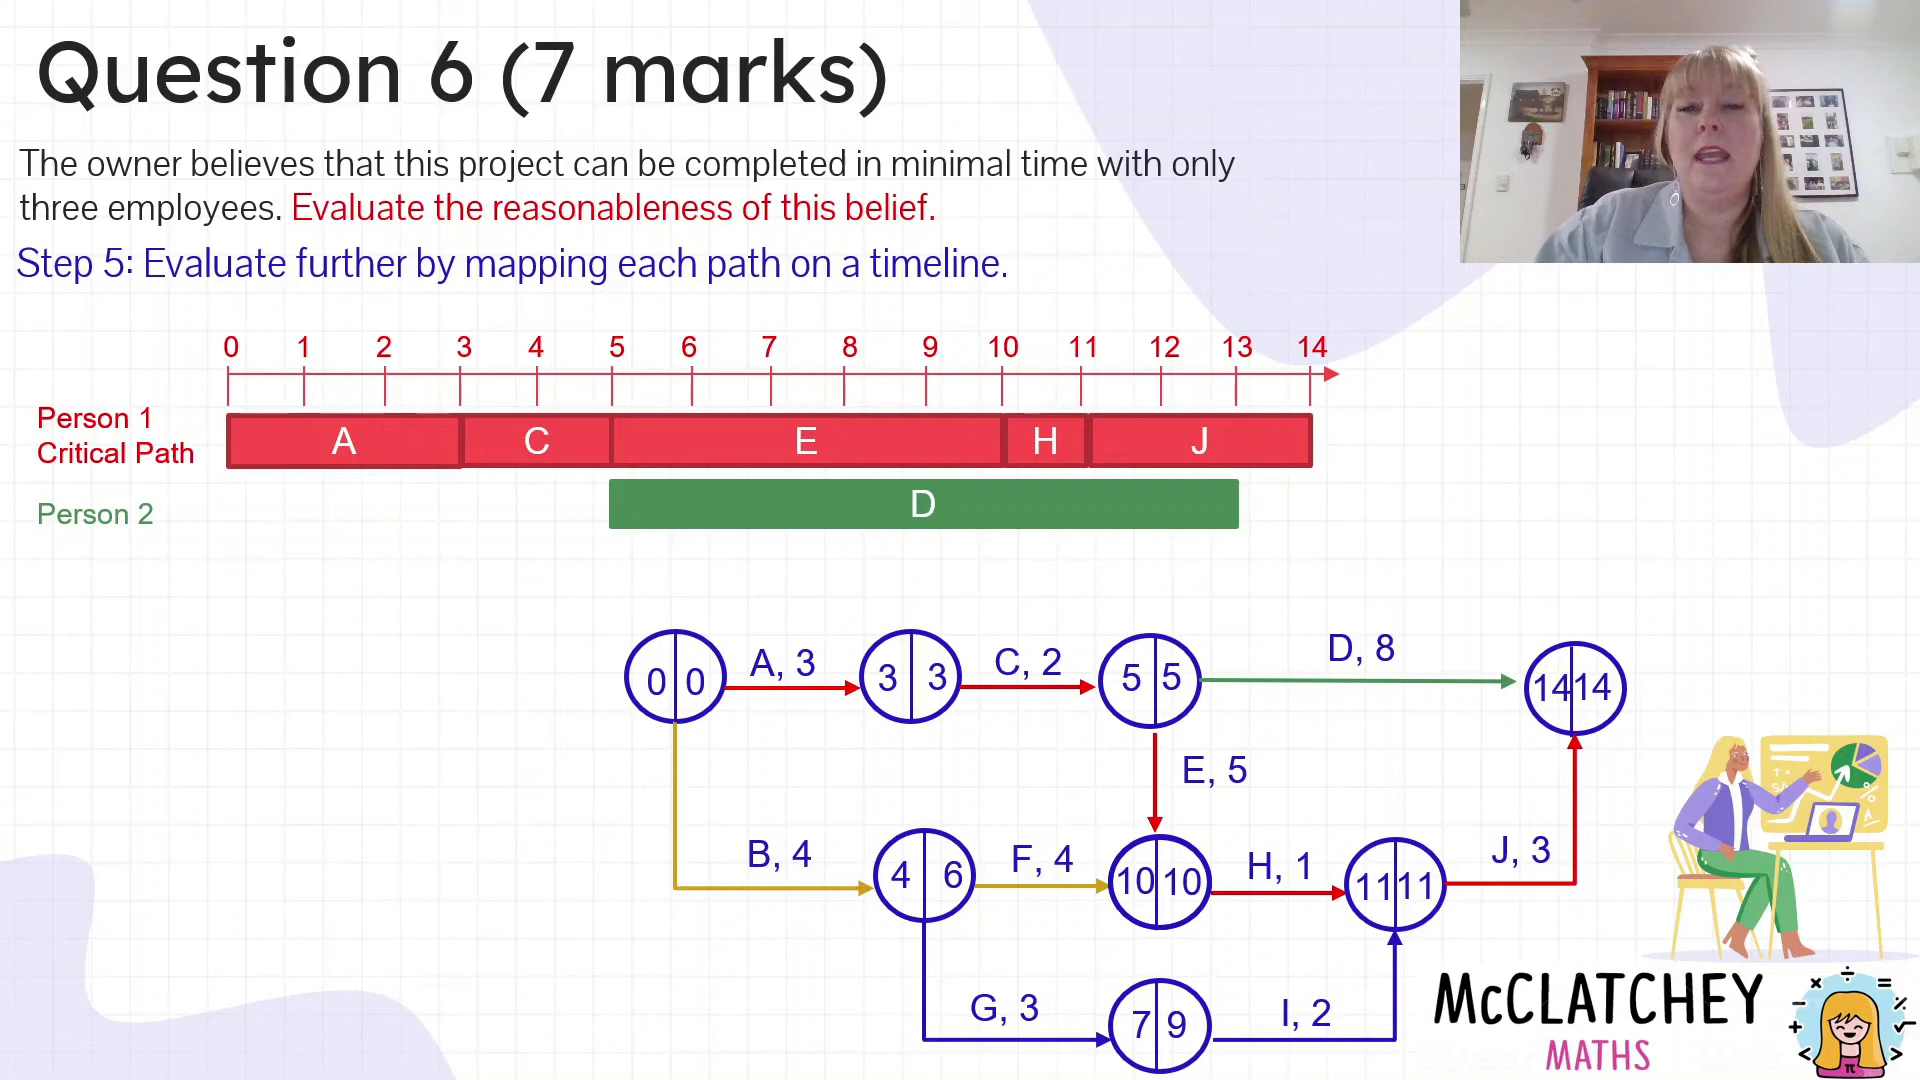 Question 6 (7 marks)
The owner believes that this project can be completed in minimal time with only
three employees. Evaluate the reasonableness of this belief.
Step 5: Evaluate further by mapping each path on a timeline.
0 1 2 3 4 5 6 7 8 9 10 11 12 13 14
Person 1
Critical Path
A C E H J
Person 2
D
0 0
A, 3
3 3
C, 2
5 5
D, 8
14 14
E, 5
B, 4
4 6
F, 4
10 10
H, 1
11 11
J, 3
G, 3
7 9
I, 2
McCLATCHEY
MATHS